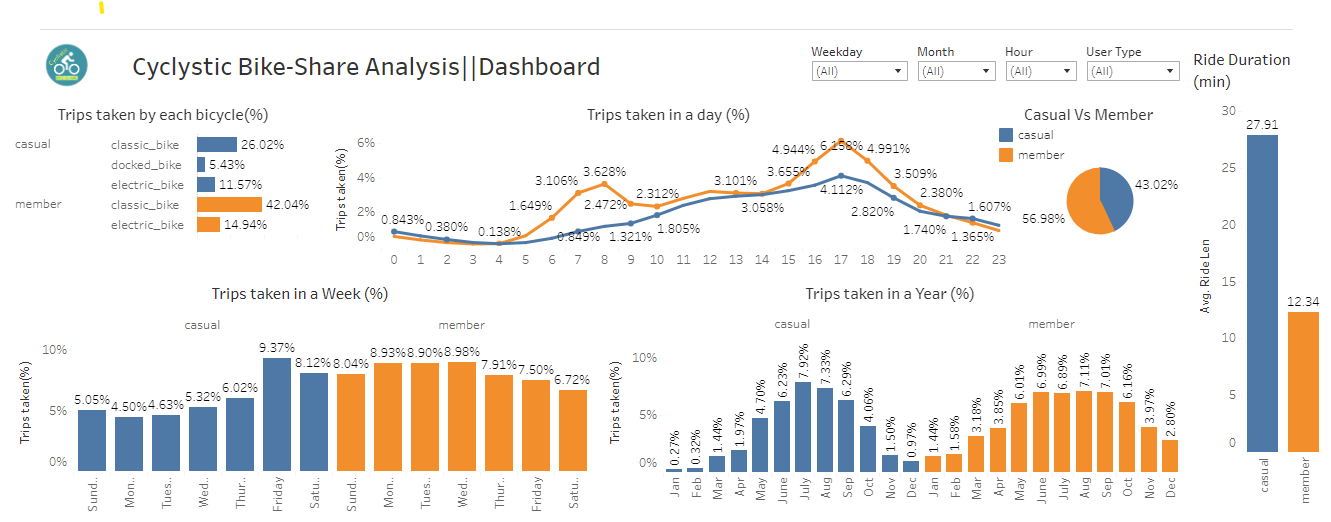 Cyclystic Bike-Share Analysis||Dashboard
Weekday
(All)
Month
(All)
Hour
(All)
User Type
(All)
Ride Duration
(min)
Trips taken by each bicycle(%)
casual
classic_bike
26.02%
docked_bike
5.43%
electric_bike
11.57%
member
classic_bike
42.04%
electric_bike
14.94%
Trips taken in a day (%)
Trips taken(%)
6%
4%
2%
0%
0.843%
0.380%
0.138%
1.649%
3.106%
3.628%
2.472%
0.849%
1.321%
2.312%
1.805%
3.101%
3.058%
3.655%
4.944%
6.158%
4.112%
4.991%
2.820%
3.509%
1.740%
2.380%
1.365%
1.607%
0 1 2 3 4 5 6 7 8 9 10 11 12 13 14 15 16 17 18 19 20 21 22 23
Casual Vs Member
casual
member
43.02%
56.98%
Trips taken in a Week (%)
casual
member
Trips taken(%)
10%
5%
0%
5.05% 4.50% 4.63% 5.32% 6.02% 9.37% 8.12% 8.04% 8.93% 8.90% 8.98% 7.91% 7.50% 6.72%
Sund.. Mon.. Tues.. Wed.. Thur.. Friday Satu.. Sund.. Mon.. Tues.. Wed.. Thur.. Friday Satu..
Trips taken in a Year (%)
casual
member
Trips taken(%)
10%
5%
0%
0.27% 0.32% 1.44% 1.97% 4.70% 6.23% 7.92% 7.33% 6.29% 4.06% 1.50% 0.97% 1.44% 1.58% 3.18% 3.85% 6.01% 6.99% 6.89% 7.11% 7.01% 6.16% 3.97% 2.80%
Jan Feb Mar Apr May June July Aug Sep Oct Nov Dec Jan Feb Mar Apr May June July Aug Sep Oct Nov Dec
Avg. Ride Len
30
25
20
15
10
5
0
27.91
12.34
casual
member